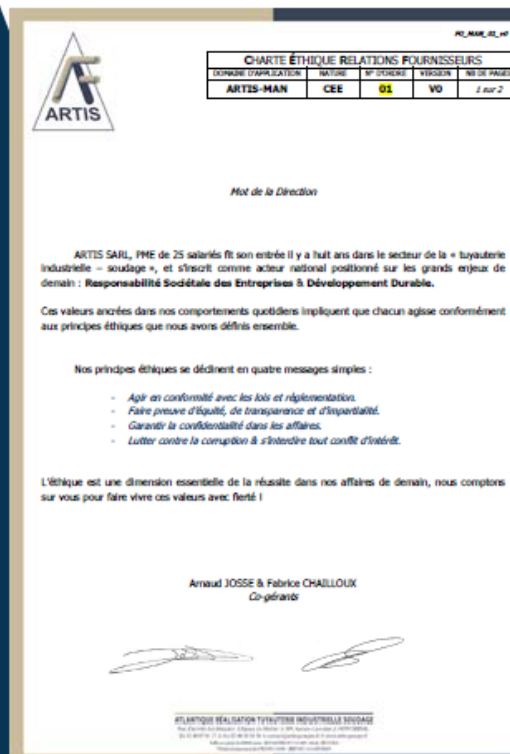 PO_MAN_01_v0
ARTIS
CHARTE ÉTHIQUE RELATIONS FOURNISSEURS
DOMAINE D'APPLICATION NATURE N° D'ORDRE VERSION NB DE PAGES
ARTIS-MAN CEE 01 V0 1 sur 2
Mot de la Direction
ARTIS SARL, PME de 25 salariés fit son entrée il y a huit ans dans le secteur de la « tuyauterie
industrielle – soudage », et s'inscrit comme acteur national positionné sur les grands enjeux de
demain : Responsabilité Sociétale des Entreprises & Développement Durable.
Ces valeurs ancrées dans nos comportements quotidiens impliquent que chacun agisse conformément
aux principes éthiques que nous avons définis ensemble.
Nos principes éthiques se déclinent en quatre messages simples :
- Agir en conformité avec les lois et réglementation.
- Faire preuve d'équité, de transparence et d'impartialité.
- Garantir la confidentialité dans les affaires.
- Lutter contre la corruption & s'interdire tout conflit d'intérêt.
L'éthique est une dimension essentielle de la réussite dans nos affaires de demain, nous comptons
sur vous pour faire vivre ces valeurs avec fierté !
Arnaud JOSSE & Fabrice CHAILLOUX
Co-gérants
ATLANTIQUE RÉALISATION TUYAUTERIE INDUSTRIELLE SOUDAGE